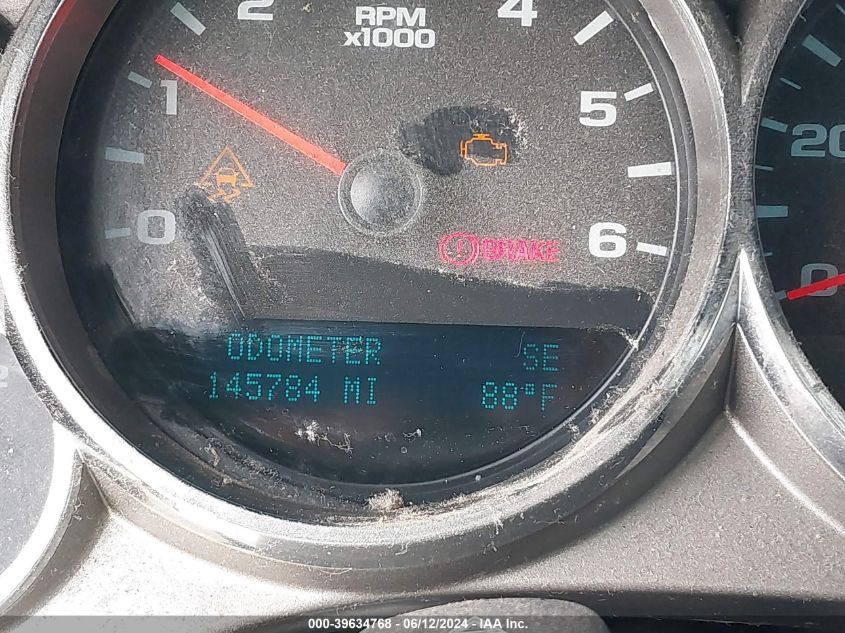 2
RPM
x1000
4
1
5
20
0
BRAKE
6
0
ODOMETER SE
145784 MI 88°F
000-39634768 - 06/12/2024 - IAA Inc.